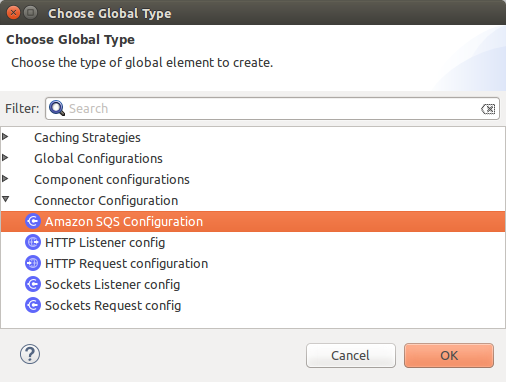 Choose Global Type
Choose Global Type
Choose the type of global element to create.
Filter: Search
Caching Strategies
Global Configurations
Component configurations
Connector Configuration
Amazon SQS Configuration
HTTP Listener config
HTTP Request configuration
Sockets Listener config
Sockets Request config
? Cancel OK